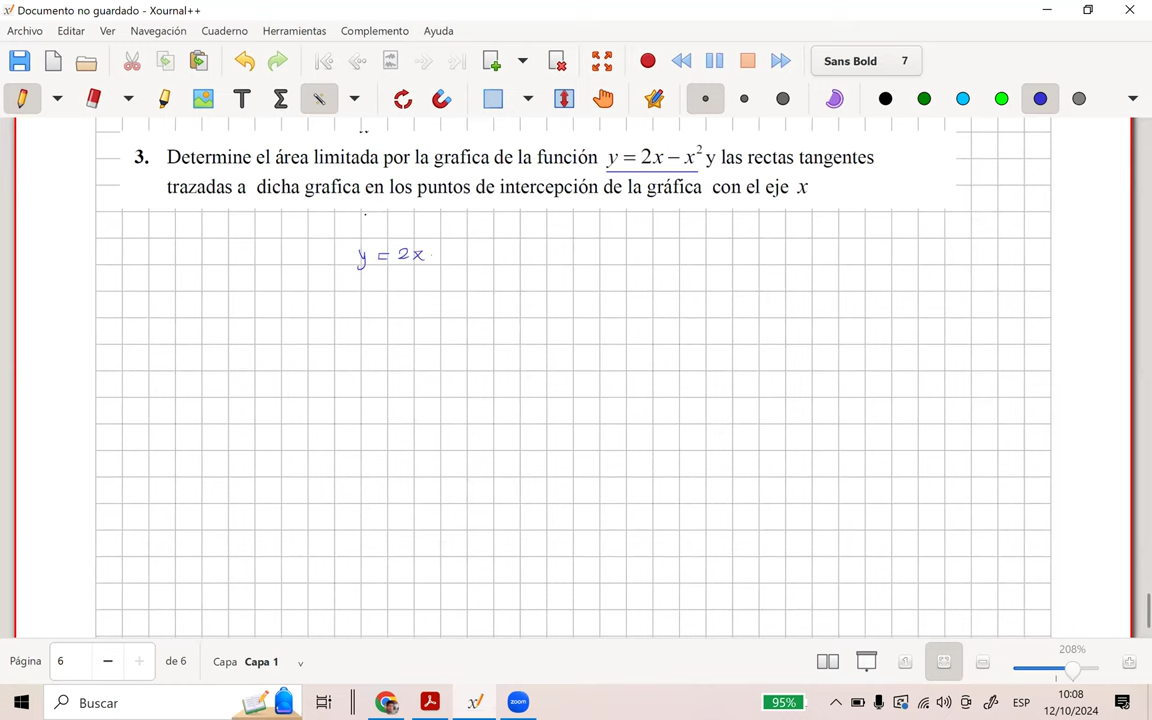 Documento no guardado - Xournal++
Archivo Editar Ver Navegación Cuaderno Herramientas Complemento Ayuda
Sans Bold 7
3. Determine el área limitada por la grafica de la función y = 2x − x² y las rectas tangentes
trazadas a dicha grafica en los puntos de intercepción de la gráfica con el eje x
y = 2x
Página 6 de 6 Capa Capa 1 208%
Buscar 95% ESP 10:08
12/10/2024
zoom